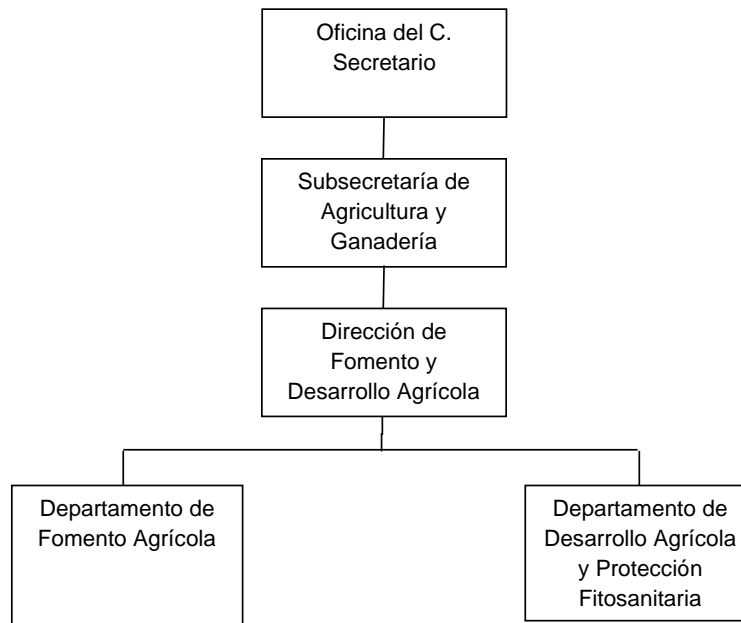 Oficina del C.
Secretario
Subsecretaría de
Agricultura y
Ganadería
Dirección de
Fomento y
Desarrollo Agrícola
Departamento de
Fomento Agrícola
Departamento de
Desarrollo Agrícola
y Protección
Fitosanitaria